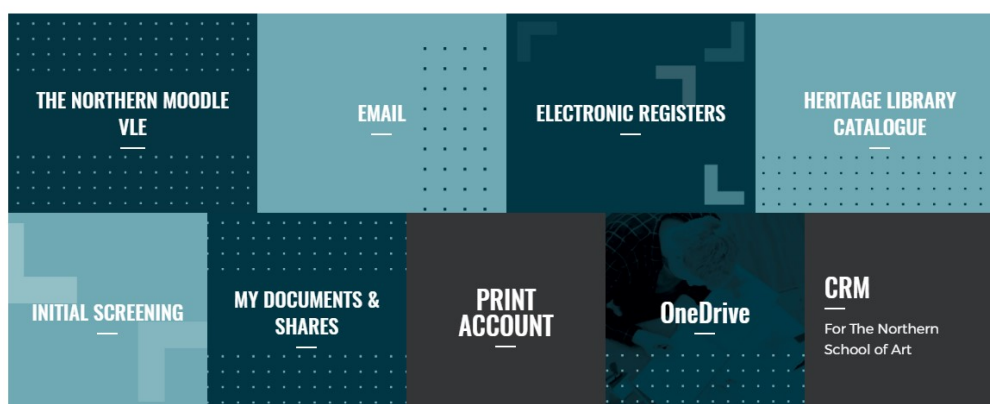 THE NORTHERN MOODLE
VLE
EMAIL
ELECTRONIC REGISTERS
HERITAGE LIBRARY
CATALOGUE
INITIAL SCREENING
MY DOCUMENTS &
SHARES
PRINT
ACCOUNT
OneDrive
CRM
For The Northern
School of Art